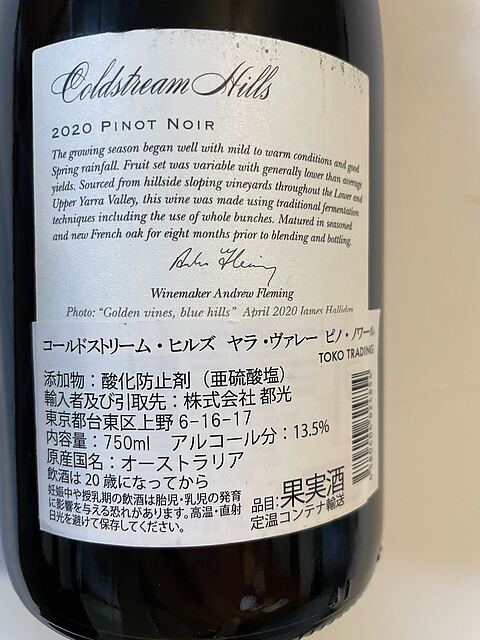 Coldstream Hills
2020 PINOT NOIR
The growing season began well with mild to warm conditions and good
Spring rainfall. Fruit set was variable with generally lower than average
yields. Sourced from hillside sloping vineyards throughout the Lower and
Upper Yarra Valley, this wine was made using traditional fermentation
techniques including the use of whole bunches. Matured in seasoned
and new French oak for eight months prior to blending and bottling.
Winemaker Andrew Fleming
Photo: "Golden vines, blue hills" April 2020 James Halliday
コールドストリーム・ヒルズ ヤラ・ヴァレー ピノ・ノワール
TOKO TRADING
添加物：酸化防止剤（亜硫酸塩）
輸入者及び引取先：株式会社 都光
東京都台東区上野 6-16-17
内容量：750ml アルコール分：13.5%
原産国名：オーストラリア
飲酒は20歳になってから
妊娠中や授乳期の飲酒は胎児・乳児の発育
に影響を与える恐れがあります。高温・直射
日光を避けて保存してください。
品目：果実酒
定温コンテナ輸送